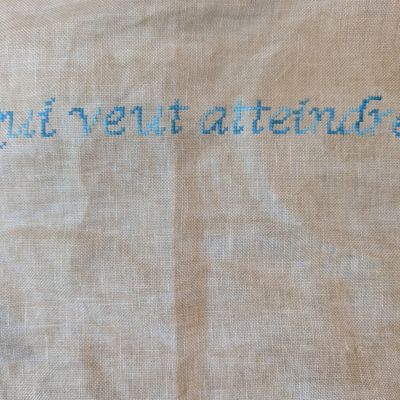 qui veut atteindre